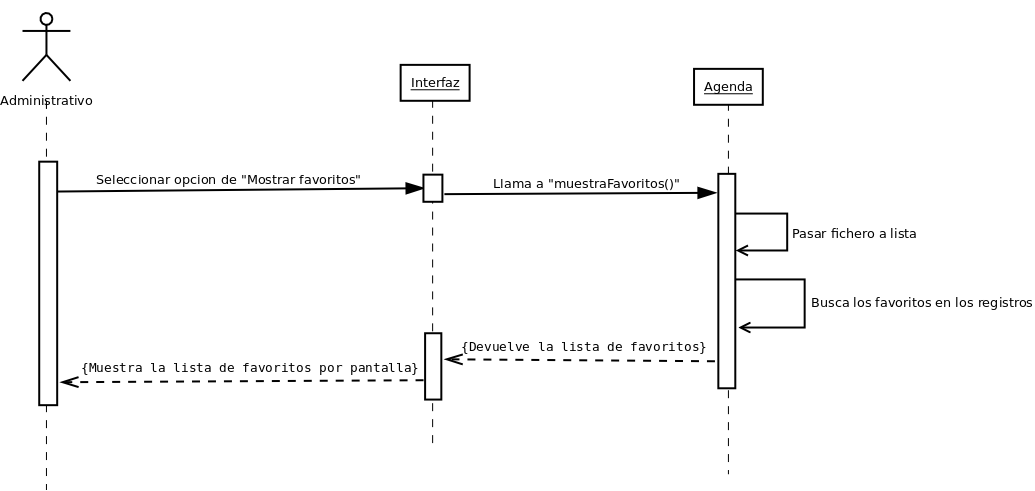 Administrativo
Interfaz
Agenda
Seleccionar opcion de "Mostrar favoritos"
Llama a "muestraFavoritos()"
Pasar fichero a lista
Busca los favoritos en los registros
{Devuelve la lista de favoritos}
{Muestra la lista de favoritos por pantalla}